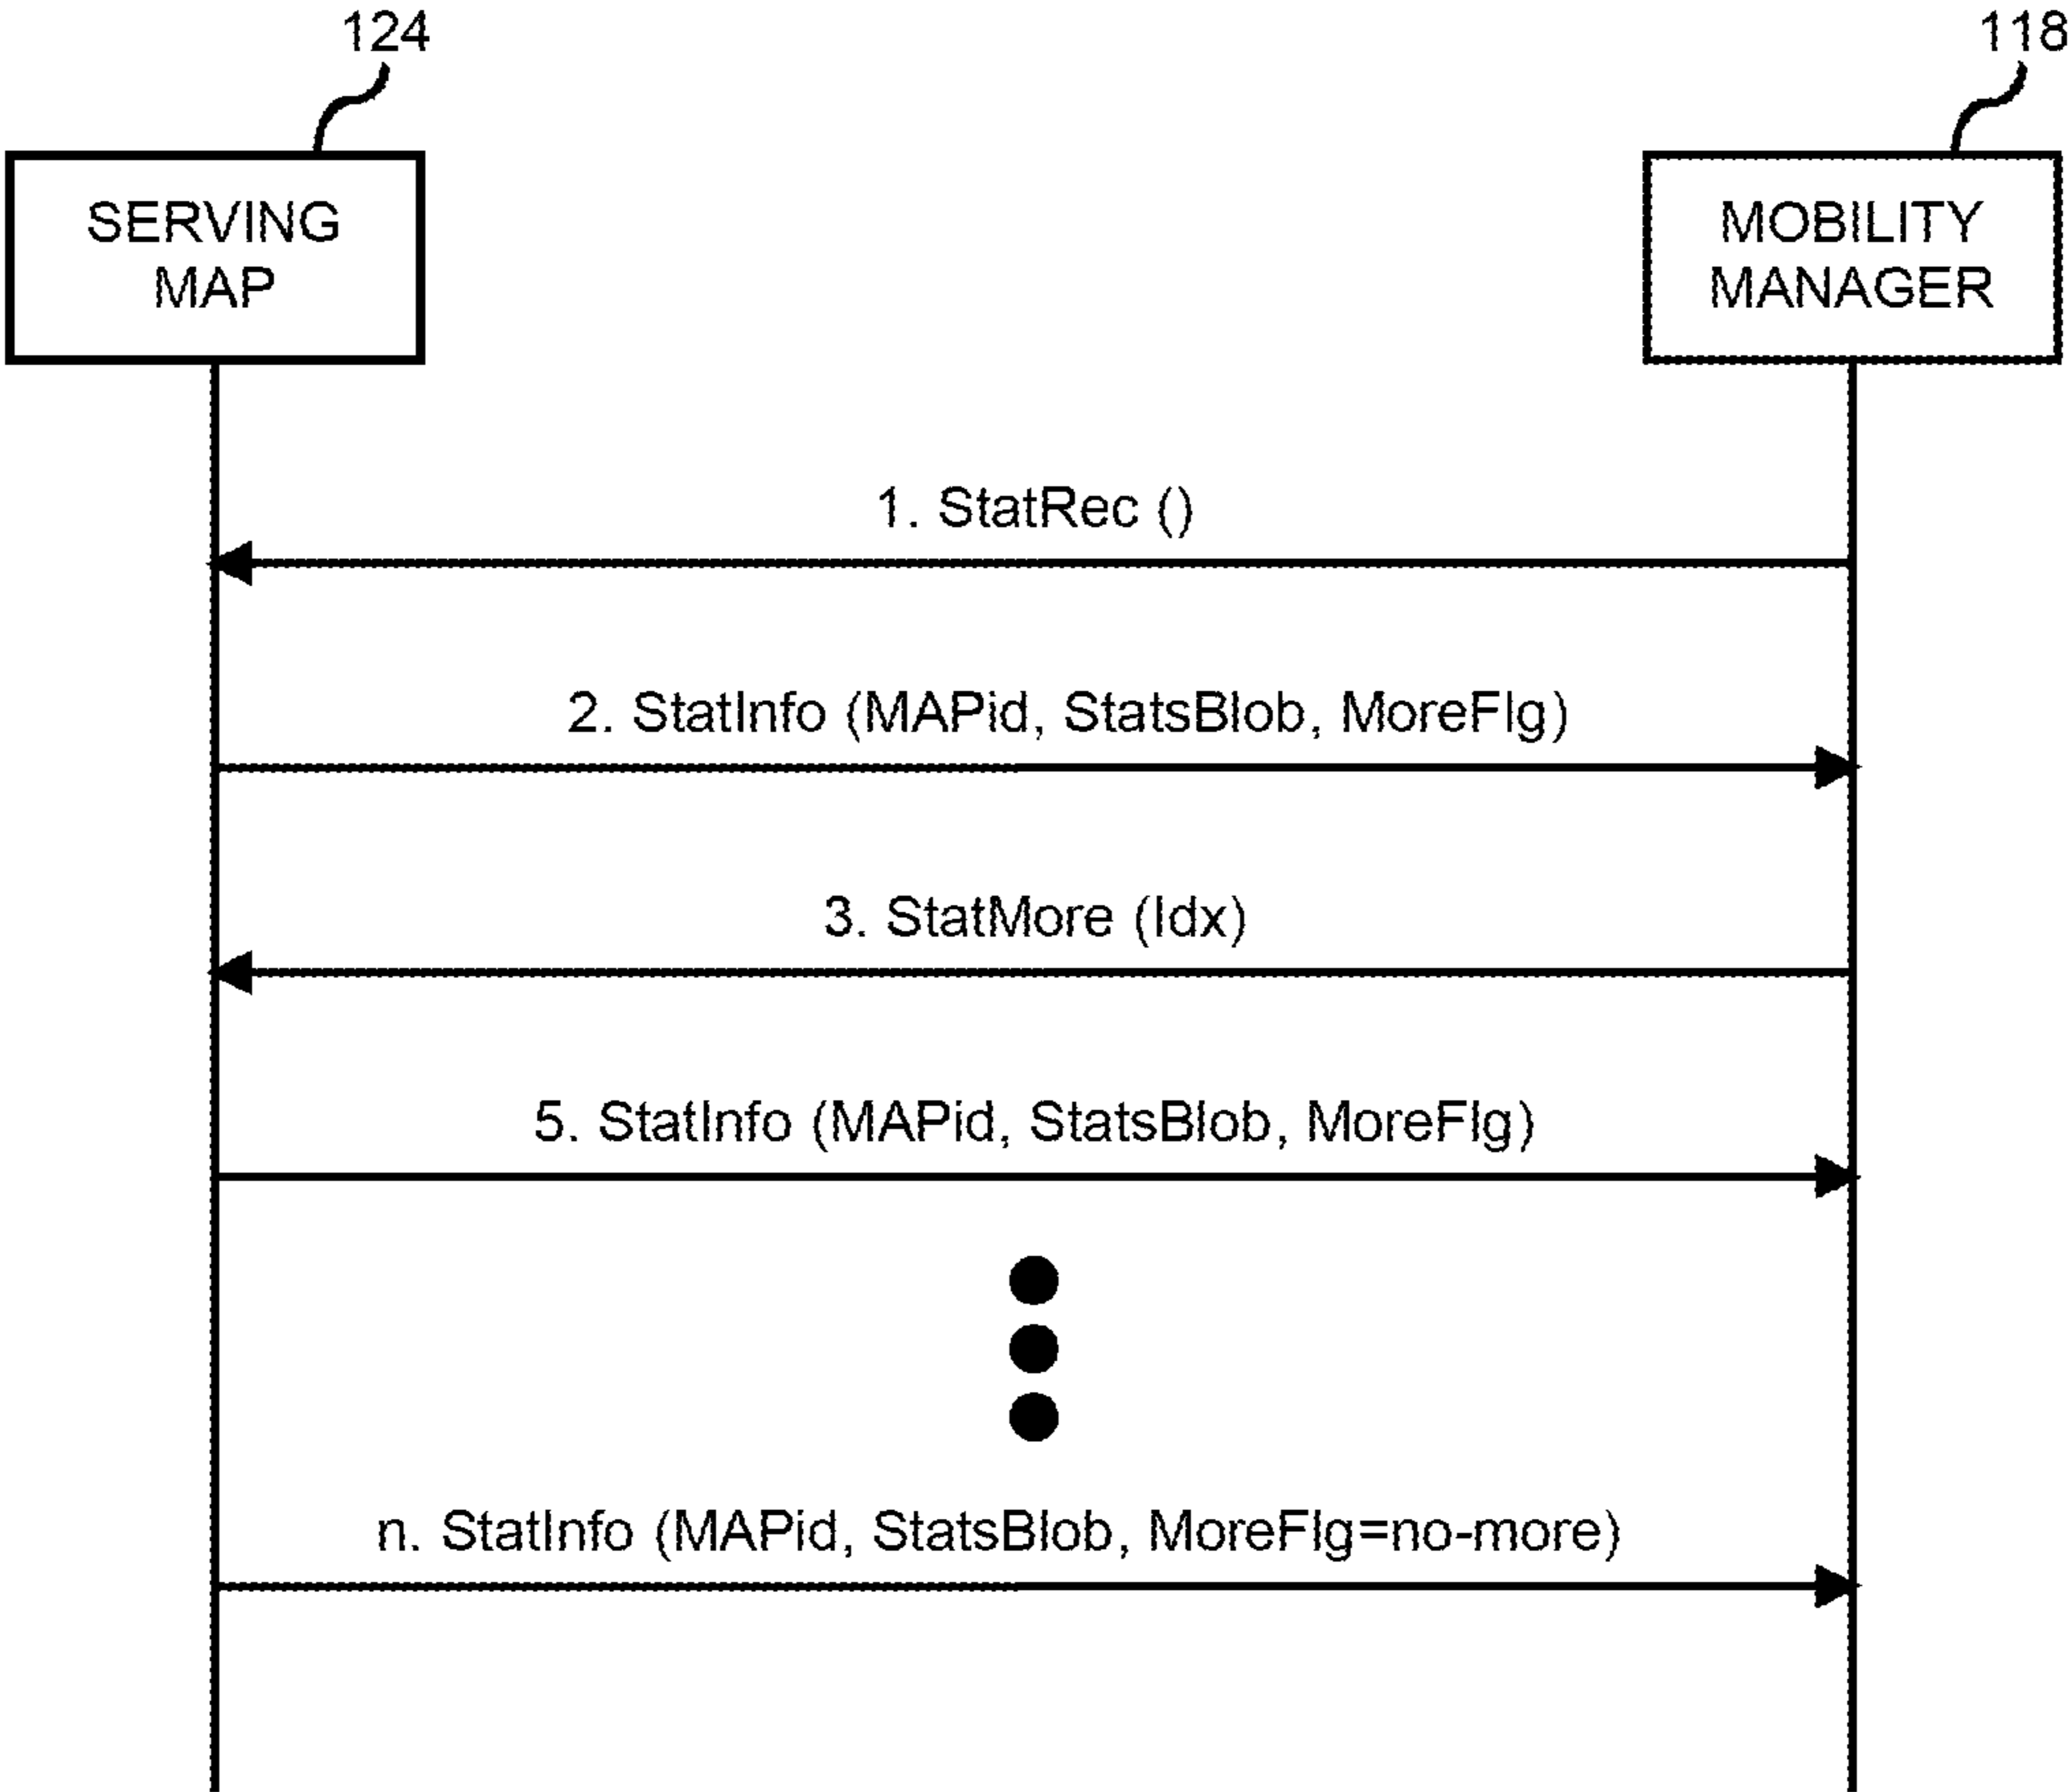 124
118
SERVING
MAP
MOBILITY
MANAGER
1. StatRec ()
2. StatInfo (MAPid, StatsBlob, MoreFlg)
3. StatMore (Idx)
5. StatInfo (MAPid, StatsBlob, MoreFlg)
n. StatInfo (MAPid, StatsBlob, MoreFlg=no-more)